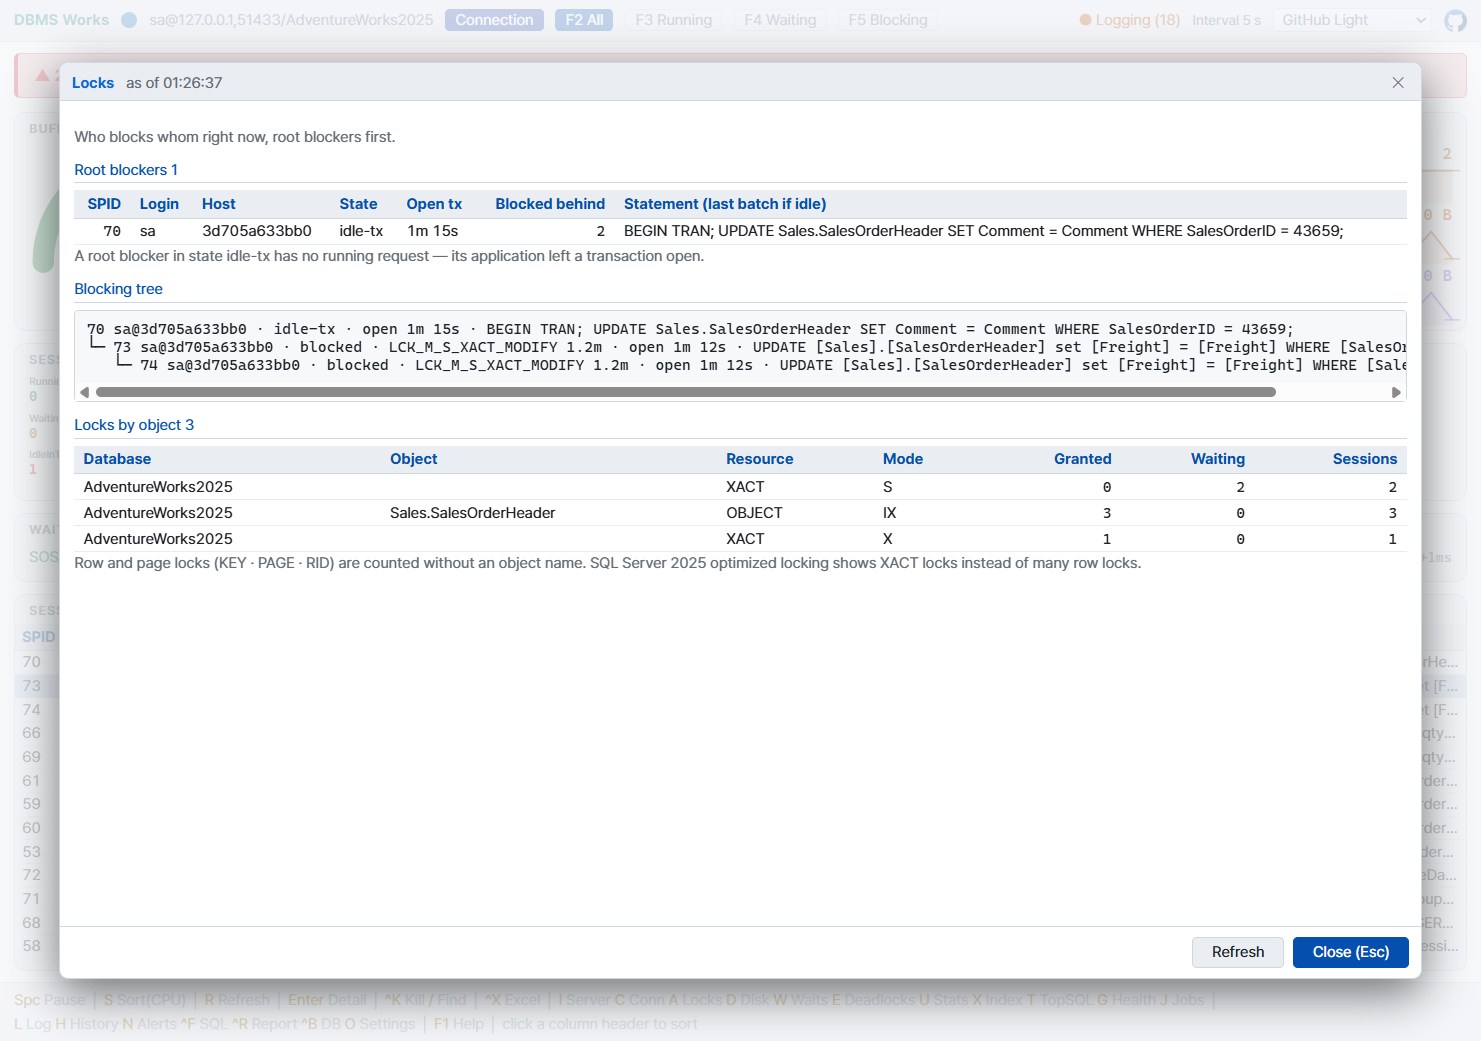 DBMS Works sa@127.0.0.1,51433/AdventureWorks2025 Connection F2 All F3 Running F4 Waiting F5 Blocking Logging (18) Interval 5 s GitHub Light
Locks as of 01:26:37
Who blocks whom right now, root blockers first.
Root blockers 1
SPID Login Host State Open tx Blocked behind Statement (last batch if idle)
70 sa 3d705a633bb0 idle-tx 1m 15s 2 BEGIN TRAN; UPDATE Sales.SalesOrderHeader SET Comment = Comment WHERE SalesOrderID = 43659;
A root blocker in state idle-tx has no running request — its application left a transaction open.
Blocking tree
70 sa@3d705a633bb0 · idle-tx · open 1m 15s · BEGIN TRAN; UPDATE Sales.SalesOrderHeader SET Comment = Comment WHERE SalesOrderID = 43659;
└─ 73 sa@3d705a633bb0 · blocked · LCK_M_S_XACT_MODIFY 1.2m · open 1m 12s · UPDATE [Sales].[SalesOrderHeader] set [Freight] = [Freight] WHERE [SalesOr
└─ 74 sa@3d705a633bb0 · blocked · LCK_M_S_XACT_MODIFY 1.2m · open 1m 12s · UPDATE [Sales].[SalesOrderHeader] set [Freight] = [Freight] WHERE [Sale
Locks by object 3
Database Object Resource Mode Granted Waiting Sessions
AdventureWorks2025 XACT S 0 2 2
AdventureWorks2025 Sales.SalesOrderHeader OBJECT IX 3 0 3
AdventureWorks2025 XACT X 1 0 1
Row and page locks (KEY · PAGE · RID) are counted without an object name. SQL Server 2025 optimized locking shows XACT locks instead of many row locks.
Refresh Close (Esc)
SPID
70
73
74
66
69
61
59
60
53
72
71
68
58
Spc Pause | S Sort(CPU) | R Refresh | Enter Detail | ^K Kill / Find | ^X Excel | I Server C Conn A Locks D Disk W Waits E Deadlocks U Stats X Index T TopSQL G Health J Jobs |
L Log H History N Alerts ^F SQL ^R Report ^B DB O Settings | F1 Help | click a column header to sort